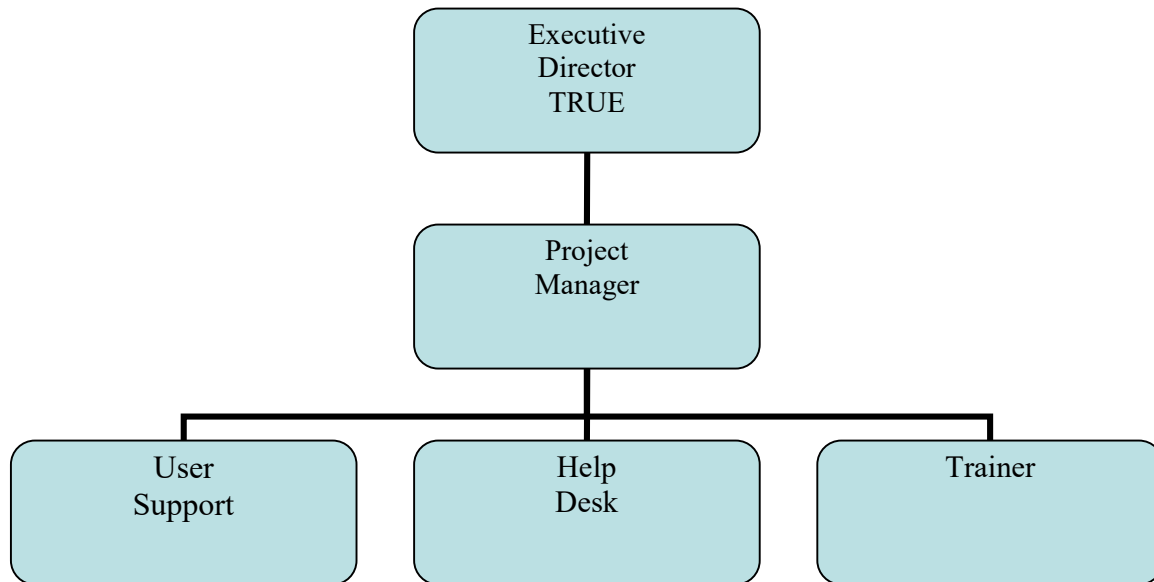 Executive
Director
TRUE
Project
Manager
User
Support
Help
Desk
Trainer